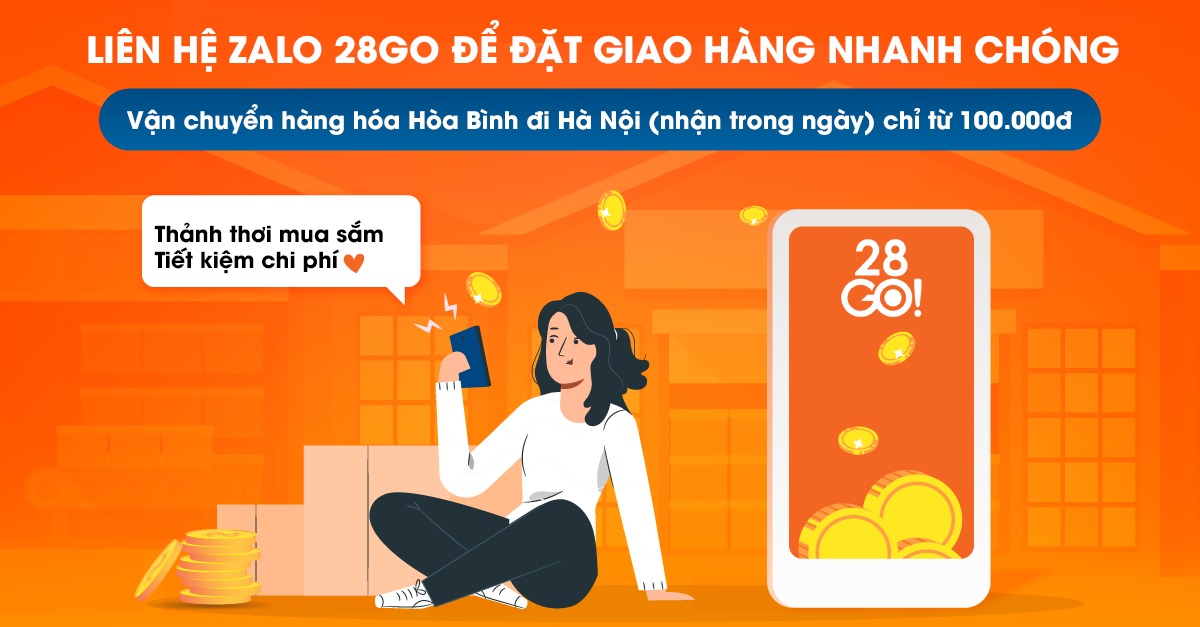 LIÊN HỆ ZALO 28GO ĐỂ ĐẶT GIAO HÀNG NHANH CHÓNG
Vận chuyển hàng hóa Hòa Bình đi Hà Nội (nhận trong ngày) chỉ từ 100.000đ
Thảnh thơi mua sắm
Tiết kiệm chi phí
28
GO!